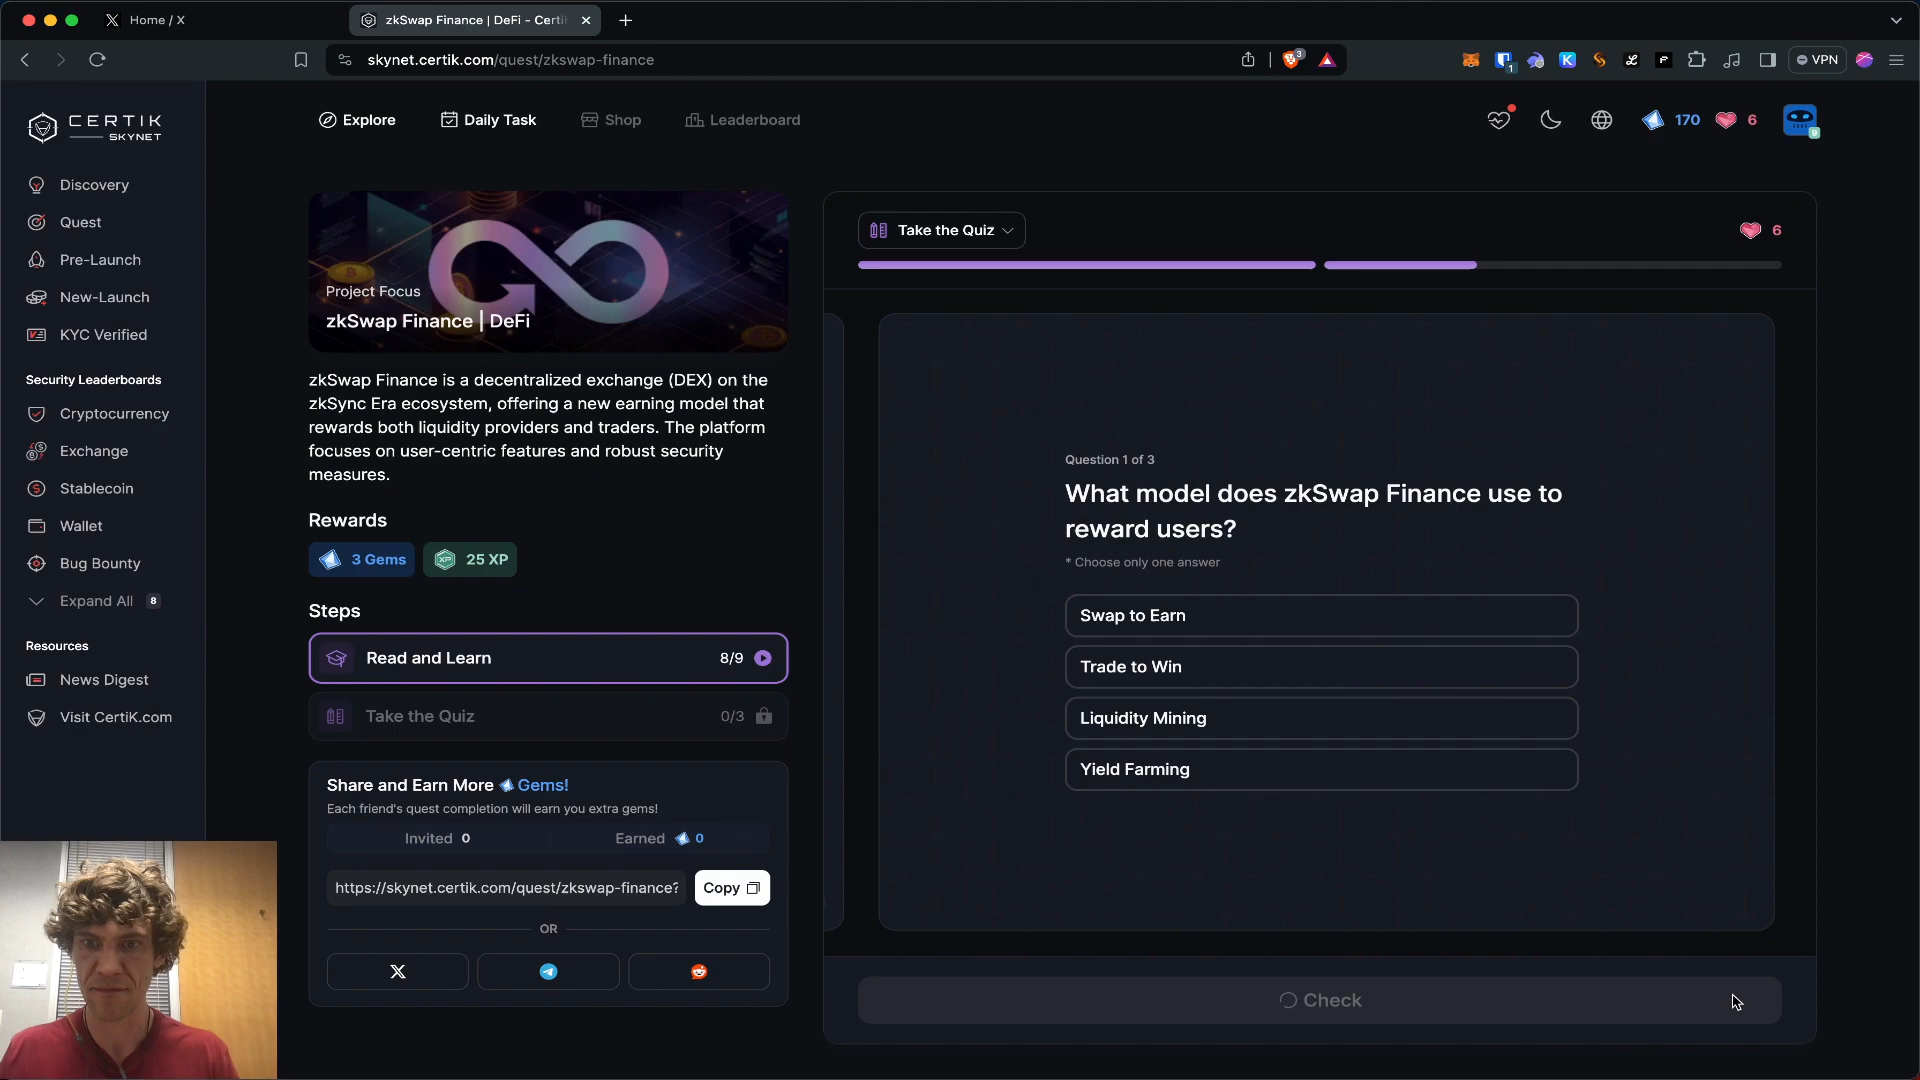 Home / X
zkSwap Finance | DeFi - Certi
skynet.certik.com/quest/zkswap-finance
3
1
VPN
CERTIK
SKYNET
Explore
Daily Task
Shop
Leaderboard
170
6
9
Discovery
Quest
Pre-Launch
New-Launch
KYC Verified
Security Leaderboards
Cryptocurrency
Exchange
Stablecoin
Wallet
Bug Bounty
Expand All 8
Resources
News Digest
Visit CertiK.com
Project Focus
zkSwap Finance | DeFi
zkSwap Finance is a decentralized exchange (DEX) on the
zkSync Era ecosystem, offering a new earning model that
rewards both liquidity providers and traders. The platform
focuses on user-centric features and robust security
measures.
Rewards
3 Gems
XP
25 XP
Steps
Read and Learn
8/9
Take the Quiz
0/3
Share and Earn More Gems!
Each friend's quest completion will earn you extra gems!
Invited 0
Earned 0
https://skynet.certik.com/quest/zkswap-finance?
Copy
OR
Take the Quiz
6
Question 1 of 3
What model does zkSwap Finance use to
reward users?
* Choose only one answer
Swap to Earn
Trade to Win
Liquidity Mining
Yield Farming
Check